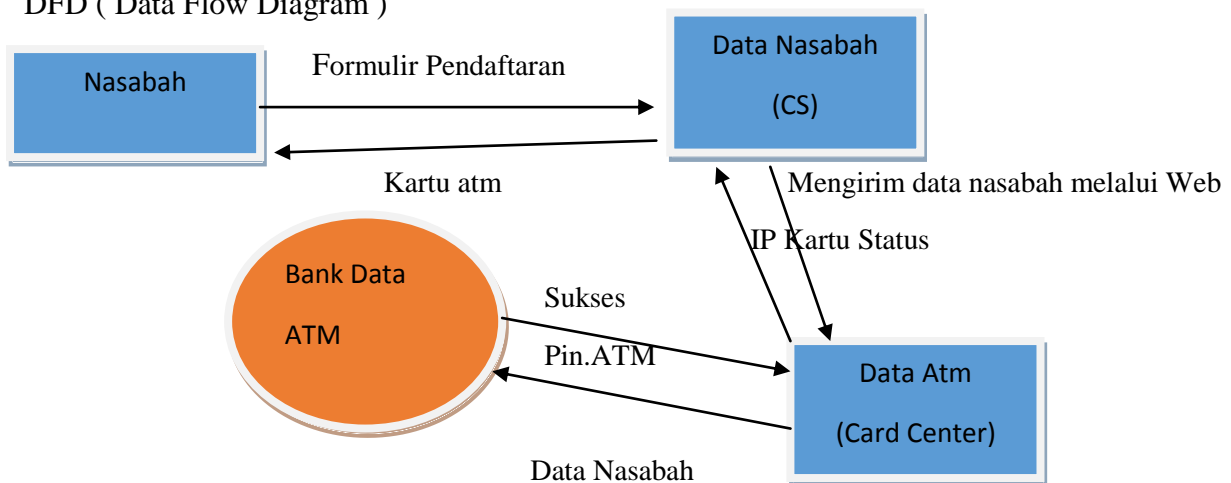 DFD ( Data Flow Diagram )
Nasabah
Formulir Pendaftaran
Data Nasabah
(CS)
Kartu atm
Mengirim data nasabah melalui Web
IP Kartu Status
Bank Data
ATM
Sukses
Pin.ATM
Data Atm
(Card Center)
Data Nasabah